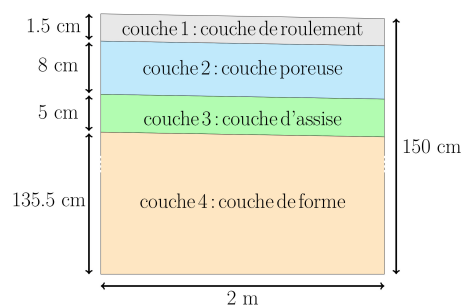 1.5 cm
couche 1 : couche de roulement
8 cm
couche 2 : couche poreuse
5 cm
couche 3 : couche d'assise
150 cm
135.5 cm
couche 4 : couche de forme
2 m